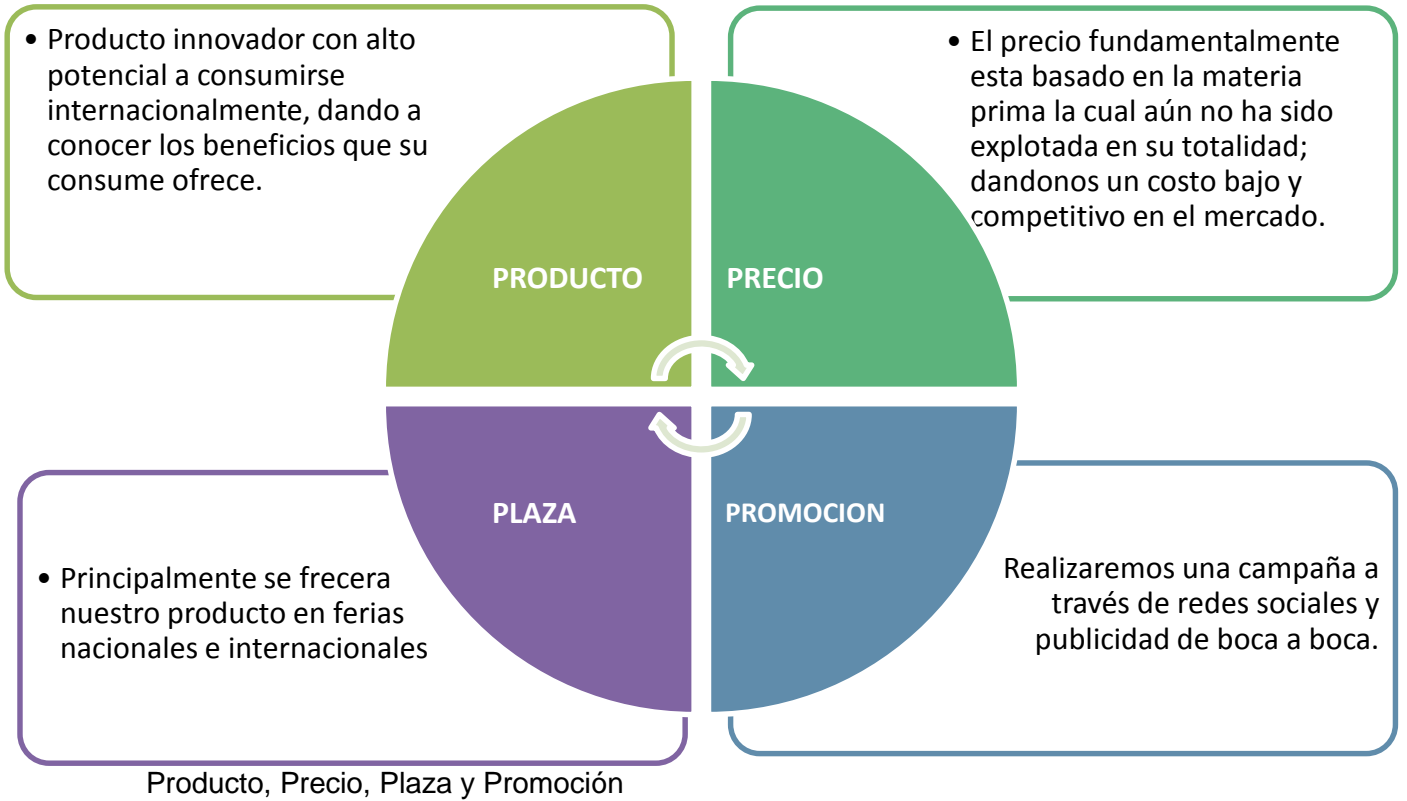 • Producto innovador con alto
potencial a consumirse
internacionalmente, dando a
conocer los beneficios que su
consume ofrece.
• El precio fundamentalmente
esta basado en la materia
prima la cual aún no ha sido
explotada en su totalidad;
dandonos un costo bajo y
competitivo en el mercado.
PRODUCTO
PRECIO
PLAZA
PROMOCION
• Principalmente se frecera
nuestro producto en ferias
nacionales e internacionales
Realizaremos una campaña a
través de redes sociales y
publicidad de boca a boca.
Producto, Precio, Plaza y Promoción